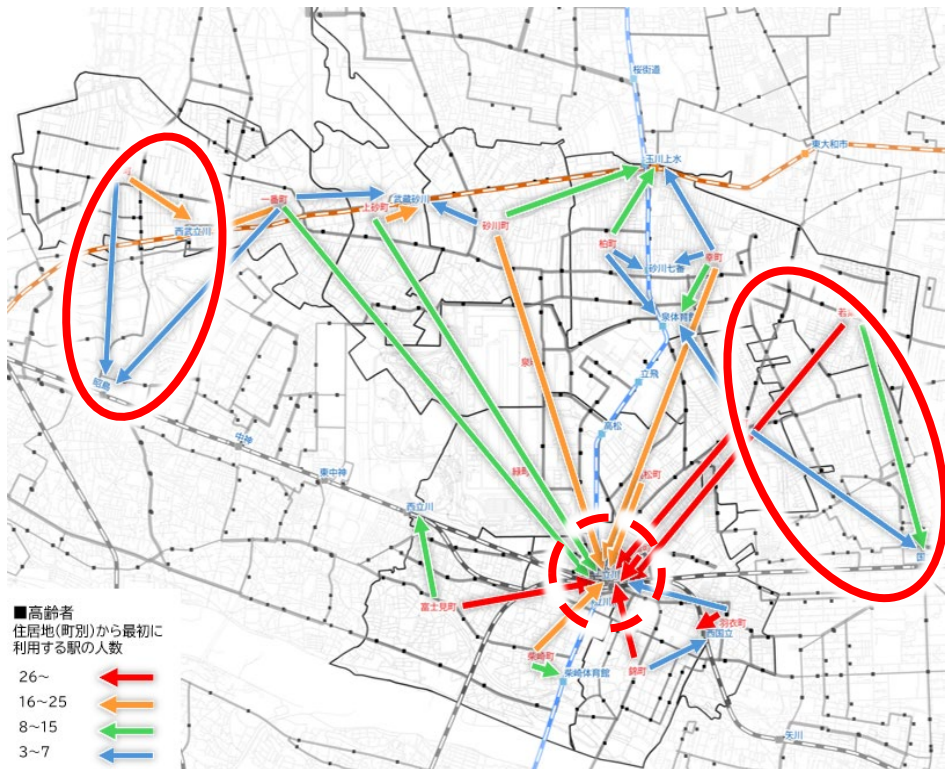 桜街道
東大和市
玉川上水
一番町
武蔵砂川
上砂町
砂川町
西武立川
柏町
幸町
砂川七番
泉体育館
立飛
高松
昭島
中神
東中神
緑町
松町
西立川
立川
富士見町
羽衣町
西国立
柴崎町
錦町
柴崎体育館
矢川
■高齢者
住居地(町別)から最初に
利用する駅の人数
26~
16~25
8~15
3~7